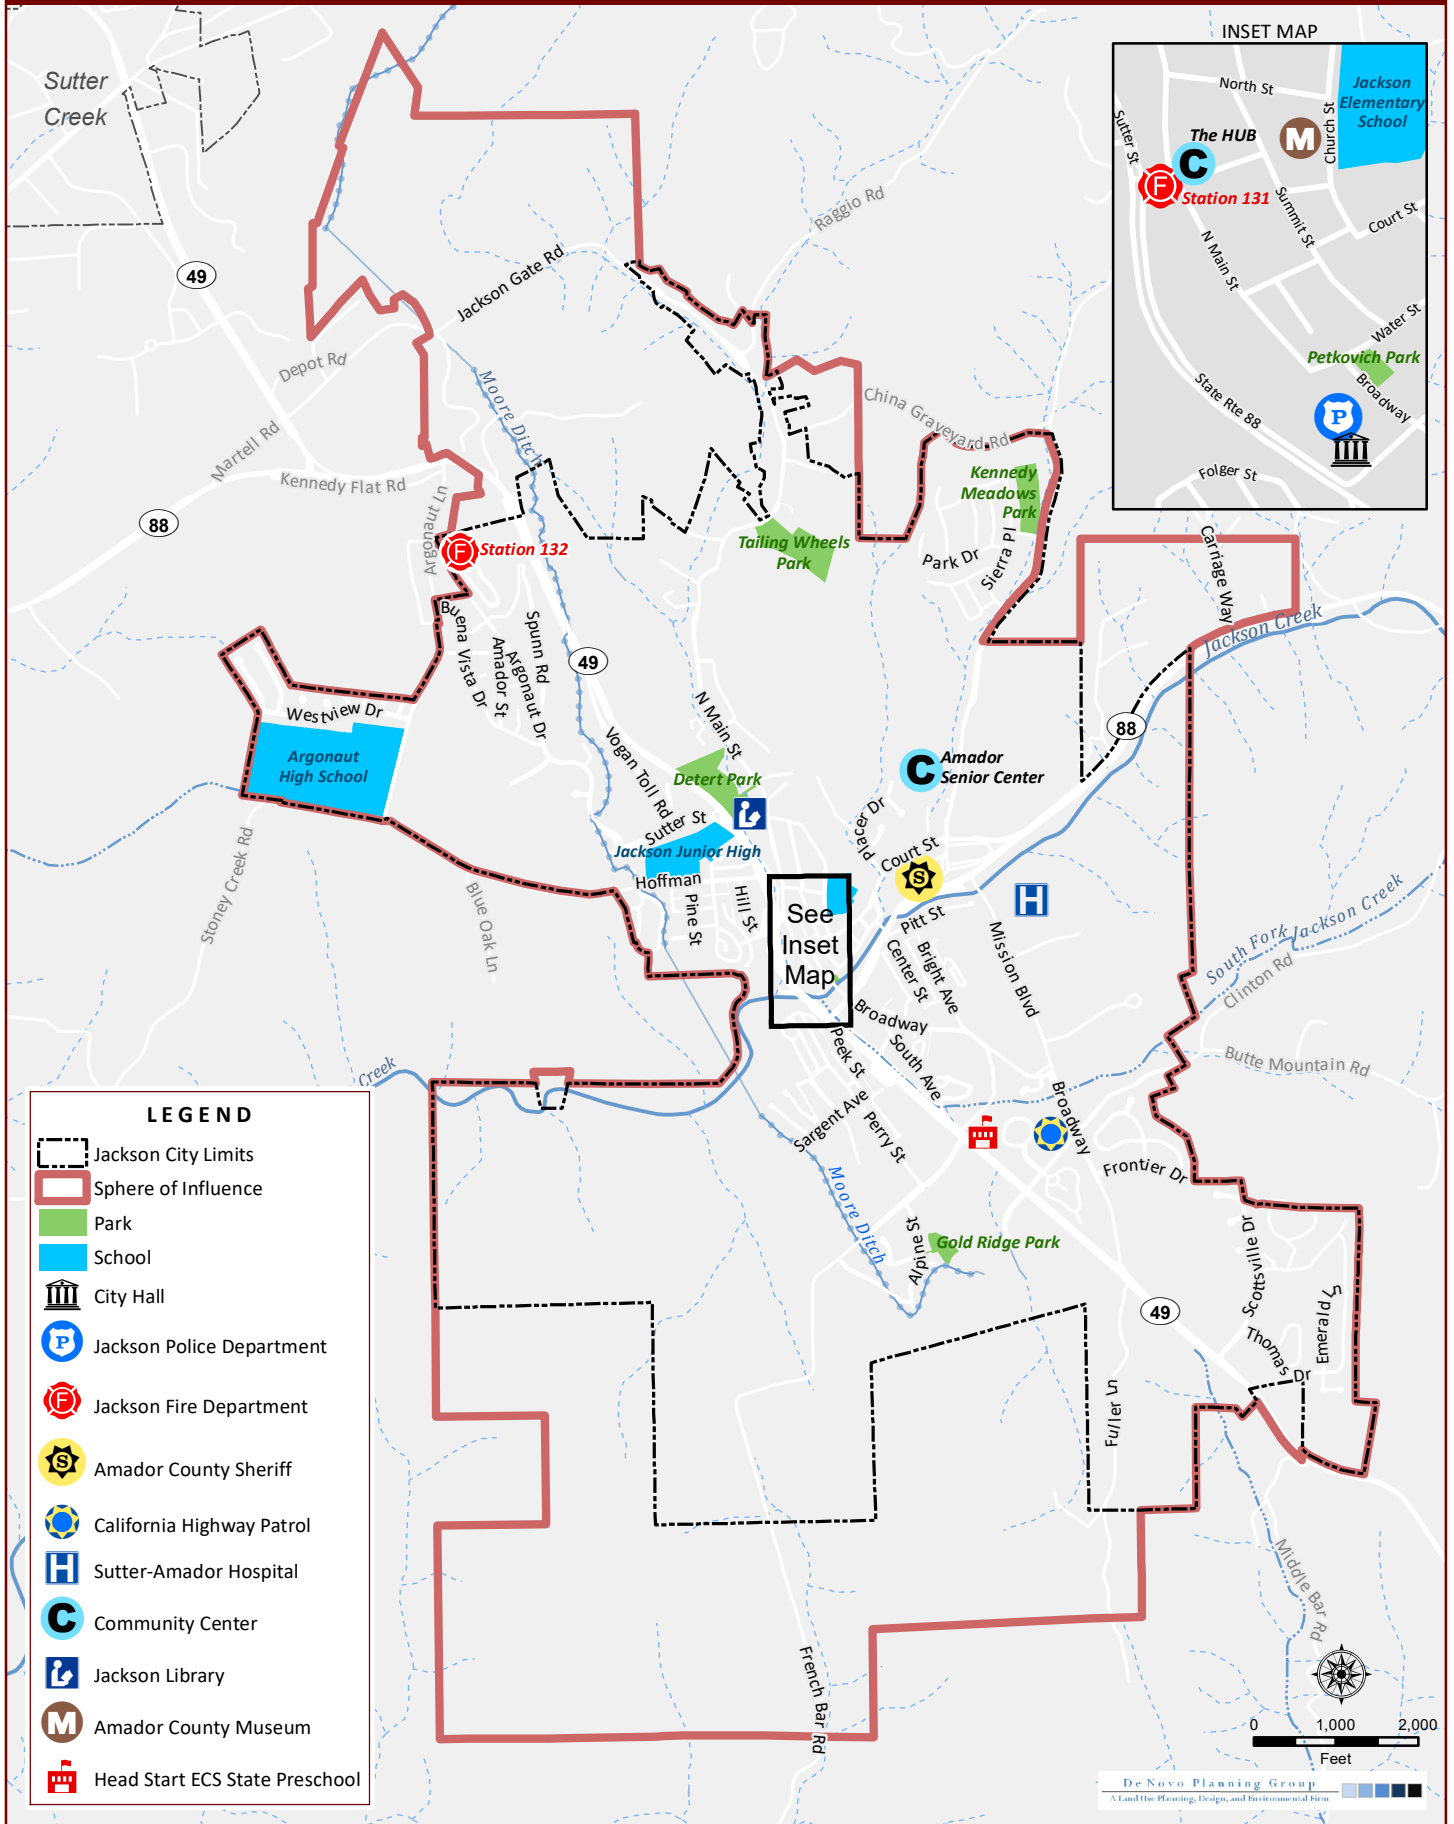 INSET MAP
North St
Jackson
Elementary
School
Church St
Sutter St
The HUB
M
C
F
Station 131
Summit St
Court St
N Main St
Water St
Petkovich Park
Broadway
State Rte 88
P
Folger St
Sutter
Creek
49
Jackson Gate Rd
Raggio Rd
Depot Rd
Moore Ditch
China Graveyard Rd
Martell Rd
Kennedy Flat Rd
Kennedy
Meadows
Park
Argonaut Ln
88
F
Station 132
Tailing Wheels
Park
Park Dr
Sierra Pl
Carriage Way
Jackson Creek
Buena Vista Dr
Spunn Rd
Amador St
Argonaut Dr
49
Westview Dr
Argonaut
High School
N Main St
88
Vogan Toll Rd
Detert Park
C
Amador
Senior Center
Sutter St
Placer Dr
Jackson Junior High
Court St
S
Hoffman
Pine St
Hill St
H
Stoney Creek Rd
Blue Oak Ln
See
Inset
Map
Pitt St
Center St
Bright Ave
Mission Blvd
South Fork Jackson Creek
Clinton Rd
Broadway
Peek St
South Ave
Butte Mountain Rd
Creek
Broadway
Sargent Ave
Perry St
Frontier Dr
Moore Ditch
Alpine St
Gold Ridge Park
Scottsville Dr
49
Emerald Ln
Thomas Dr
Fuller Ln
Middle Bar Rd
French Bar Rd
LEGEND
Jackson City Limits
Sphere of Influence
Park
School
City Hall
P
Jackson Police Department
F
Jackson Fire Department
S
Amador County Sheriff
California Highway Patrol
H
Sutter-Amador Hospital
C
Community Center
Jackson Library
M
Amador County Museum
Head Start ECS State Preschool
0 1,000 2,000
Feet
De Novo Planning Group
A Land Use Planning, Design, and Environmental Firm